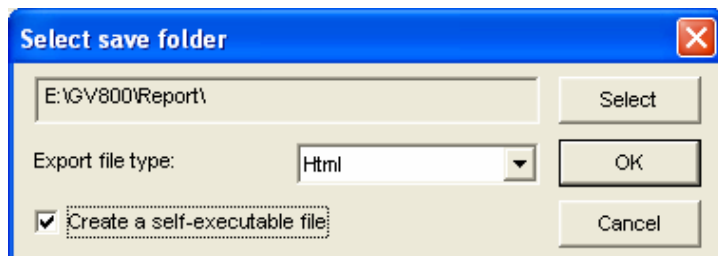 Select save folder
E:\GV800\Report\
Select
Export file type:
Html
OK
Create a self-executable file
Cancel